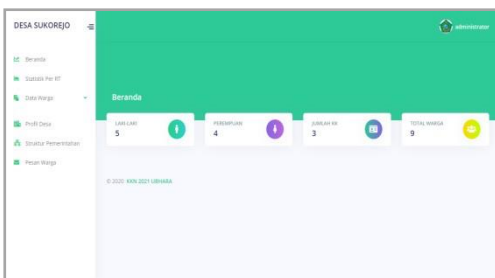 DESA SUKOREJO
administrator
Beranda
Statistik Per RT
Data Warga
Profil Desa
Struktur Pemerintahan
Pesan Warga
Beranda
LAKI-LAKI
5
PEREMPUAN
4
JUMLAH KK
3
TOTAL WARGA
9
© 2020 KKN 2021 UBHARA